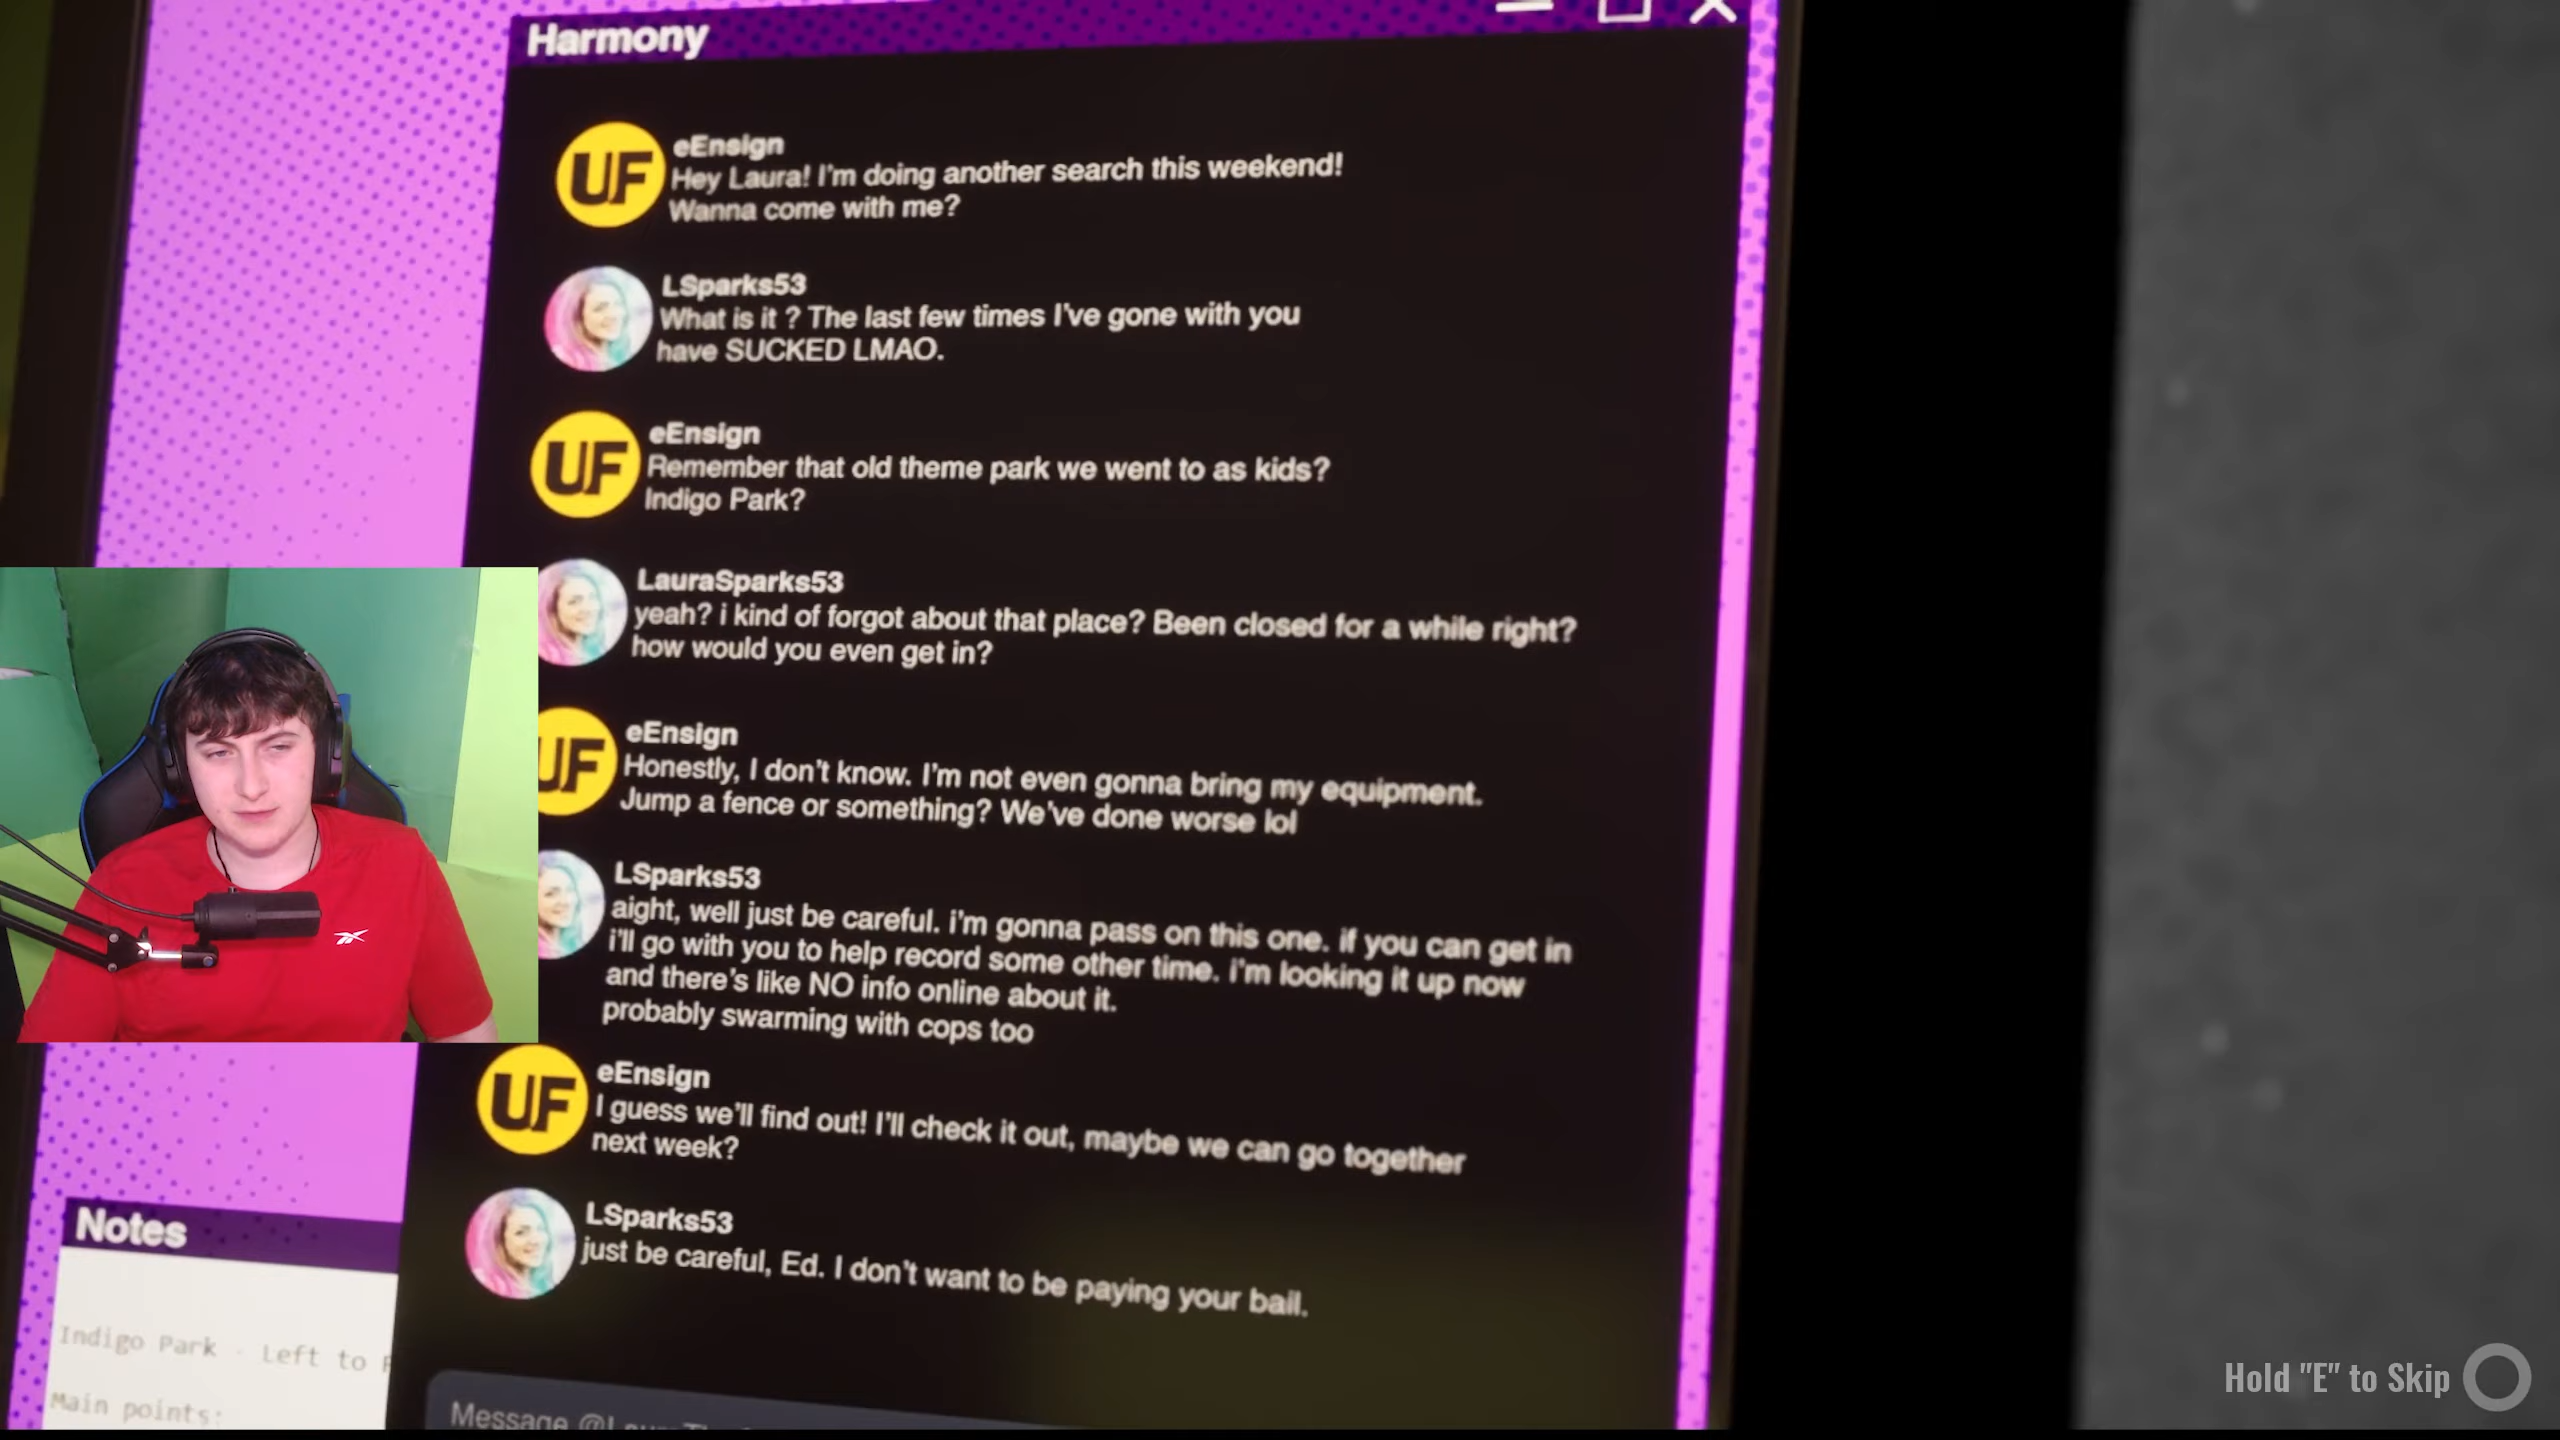 Harmony
UF
eEnsign
Hey Laura! I'm doing another search this weekend!
Wanna come with me?
LSparks53
What is it ? The last few times I've gone with you
have SUCKED LMAO.
UF
eEnsign
Remember that old theme park we went to as kids?
Indigo Park?
LauraSparks53
yeah? i kind of forgot about that place? Been closed for a while right?
how would you even get in?
UF
eEnsign
Honestly, I don't know. I'm not even gonna bring my equipment.
Jump a fence or something? We've done worse lol
LSparks53
aight, well just be careful. i'm gonna pass on this one. if you can get in
i'll go with you to help record some other time. i'm looking it up now
and there's like NO info online about it.
probably swarming with cops too
UF
eEnsign
I guess we'll find out! I'll check it out, maybe we can go together
next week?
LSparks53
just be careful, Ed. I don't want to be paying your bail.
Notes
Indigo Park - Left to
Main points:
Message
Hold "E" to Skip